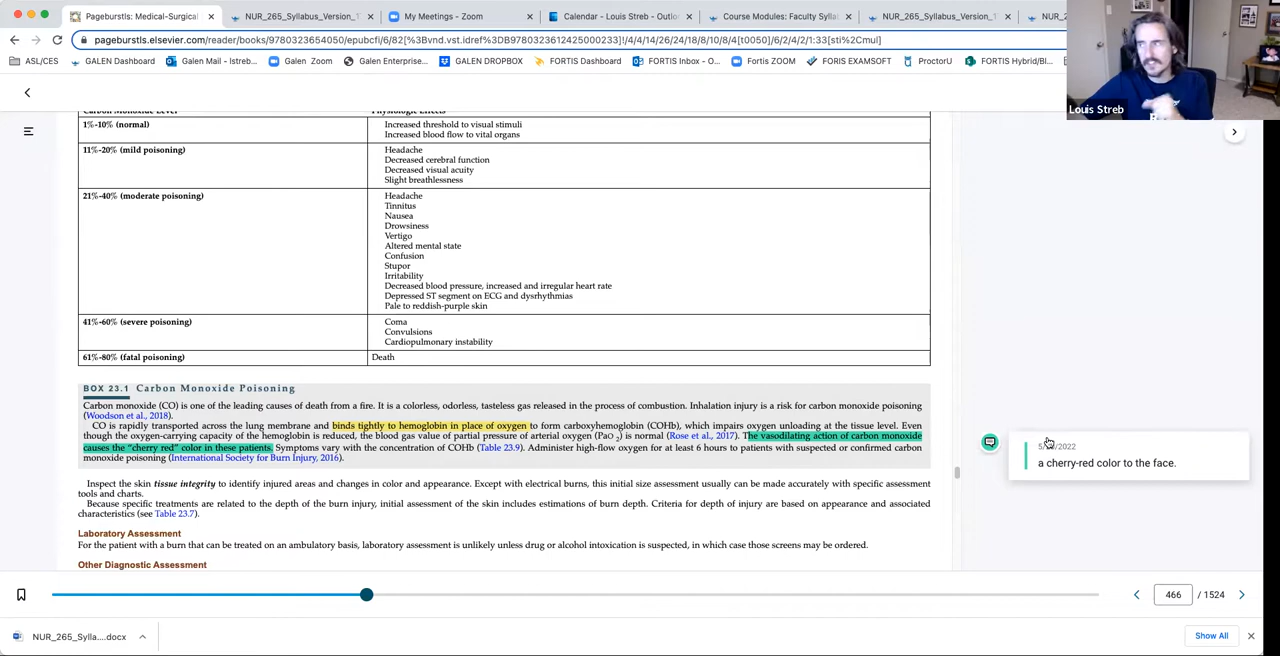 Pageburstls: Medical-Surgical
NUR_265_Syllabus_Version_1
My Meetings - Zoom
Calendar - Louis Streb - Outlo
Course Modules: Faculty Sylla
NUR_265_Syllabus_Version_1
NUR_2
pageburstls.elsevier.com/reader/books/9780323654050/epubcfi/6/82[%3Bvnd.vst.idref%3DB9780323612425000233]!/4/4/14/26/24/18/8/10/8/4[t0050]/6/2/4/2/1:33[sti%2Cmul]
ASL/CES
GALEN Dashboard
Galen Mail - lstreb...
Galen Zoom
Galen Enterprise...
GALEN DROPBOX
FORTIS Dashboard
FORTIS Inbox - O...
Fortis ZOOM
FORIS EXAMSOFT
ProctorU
FORTIS Hybrid/Bl...
Louis Streb
Carbon Monoxide Level
Physiologic Effects
1%-10% (normal)
Increased threshold to visual stimuli
Increased blood flow to vital organs
11%-20% (mild poisoning)
Headache
Decreased cerebral function
Decreased visual acuity
Slight breathlessness
21%-40% (moderate poisoning)
Headache
Tinnitus
Nausea
Drowsiness
Vertigo
Altered mental state
Confusion
Stupor
Irritability
Decreased blood pressure, increased and irregular heart rate
Depressed ST segment on ECG and dysrhythmias
Pale to reddish-purple skin
41%-60% (severe poisoning)
Coma
Convulsions
Cardiopulmonary instability
61%-80% (fatal poisoning)
Death
BOX 23.1 Carbon Monoxide Poisoning
Carbon monoxide (CO) is one of the leading causes of death from a fire. It is a colorless, odorless, tasteless gas released in the process of combustion. Inhalation injury is a risk for carbon monoxide poisoning
(Woodson et al., 2018).
CO is rapidly transported across the lung membrane and binds tightly to hemoglobin in place of oxygen to form carboxyhemoglobin (COHb), which impairs oxygen unloading at the tissue level. Even
though the oxygen-carrying capacity of the hemoglobin is reduced, the blood gas value of partial pressure of arterial oxygen (PaO2) is normal (Rose et al., 2017). The vasodilating action of carbon monoxide
causes the “cherry red” color in these patients. Symptoms vary with the concentration of COHb (Table 23.9). Administer high-flow oxygen for at least 6 hours to patients with suspected or confirmed carbon
monoxide poisoning (International Society for Burn Injury, 2016).
5/ /2022
a cherry-red color to the face.
Inspect the skin tissue integrity to identify injured areas and changes in color and appearance. Except with electrical burns, this initial size assessment usually can be made accurately with specific assessment
tools and charts.
Because specific treatments are related to the depth of the burn injury, initial assessment of the skin includes estimations of burn depth. Criteria for depth of injury are based on appearance and associated
characteristics (see Table 23.7).
Laboratory Assessment
For the patient with a burn that can be treated on an ambulatory basis, laboratory assessment is unlikely unless drug or alcohol intoxication is suspected, in which case those screens may be ordered.
Other Diagnostic Assessment
466 / 1524
NUR_265_Sylla....docx
Show All